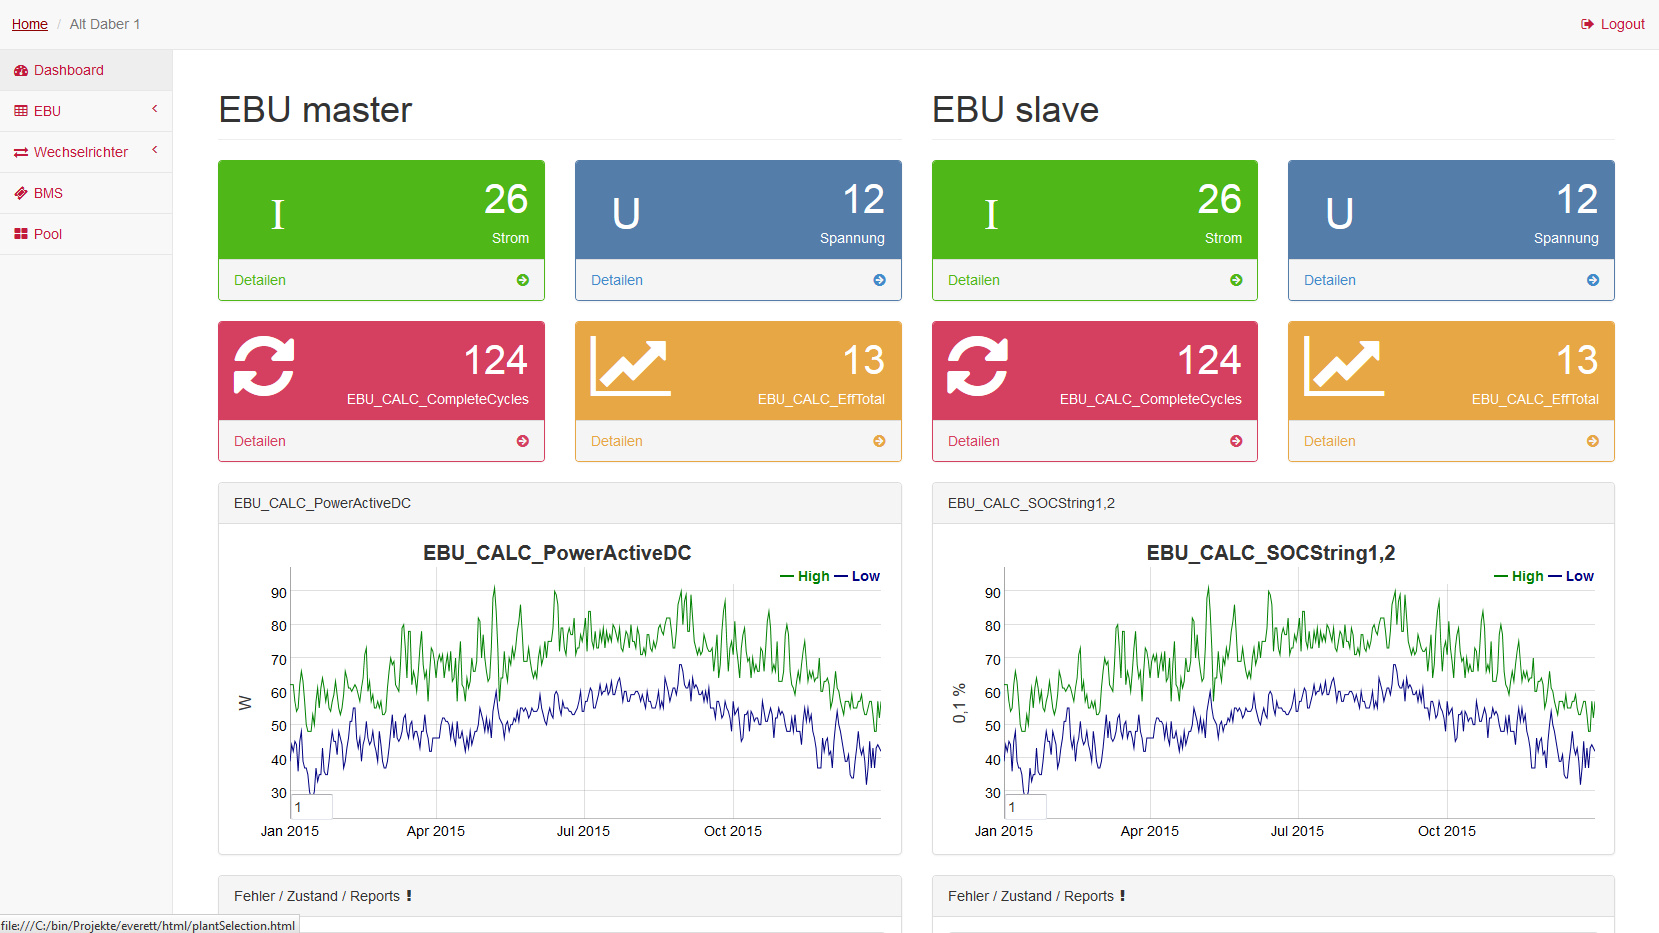 Home / Alt Daber 1
Logout
Dashboard
EBU
Wechselrichter
BMS
Pool
EBU master
I
26
Strom
Detailen
U
12
Spannung
Detailen
124
EBU_CALC_CompleteCycles
Detailen
13
EBU_CALC_EffTotal
Detailen
EBU_CALC_PowerActiveDC
EBU_CALC_PowerActiveDC
High Low
90
80
70
60
50
40
30
W
1
Jan 2015 Apr 2015 Jul 2015 Oct 2015
Fehler / Zustand / Reports !
EBU slave
I
26
Strom
Detailen
U
12
Spannung
Detailen
124
EBU_CALC_CompleteCycles
Detailen
13
EBU_CALC_EffTotal
Detailen
EBU_CALC_SOCString1,2
EBU_CALC_SOCString1,2
High Low
90
80
70
60
50
40
30
0,1 %
1
Jan 2015 Apr 2015 Jul 2015 Oct 2015
Fehler / Zustand / Reports !
file:///C:/bin/Projekte/everett/html/plantSelection.html